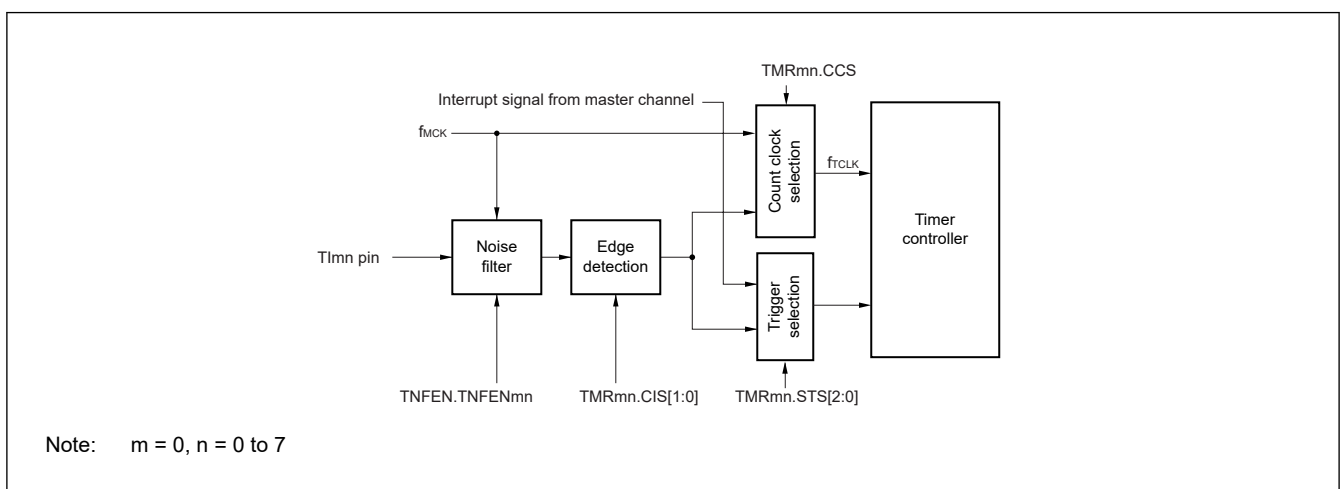 TMRmn.CCS
Interrupt signal from master channel
fMCK
Count clock
selection
fTCLK
Timer
controller
TImn pin
Noise
filter
Edge
detection
Trigger
selection
TNFEN.TNFENmn
TMRmn.CIS[1:0]
TMRmn.STS[2:0]
Note: m = 0, n = 0 to 7